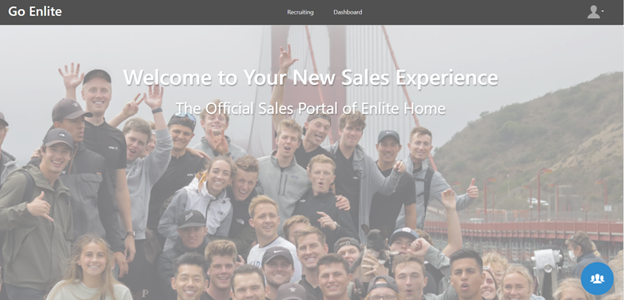 Go Enlite
Recruiting
Dashboard
Welcome to Your New Sales Experience
The Official Sales Portal of Enlite Home